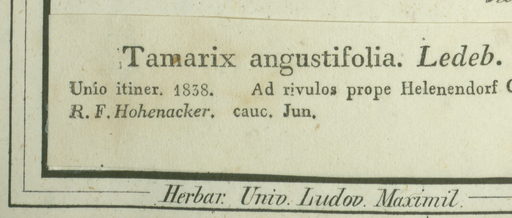 Tamarix angustifolia. Ledeb.
Unio itiner. 1838. Ad rivulos prope Helenendorf
R. F. Hohenacker. cauc. Jun.
Herbar. Univ. Ludov. Maximil.